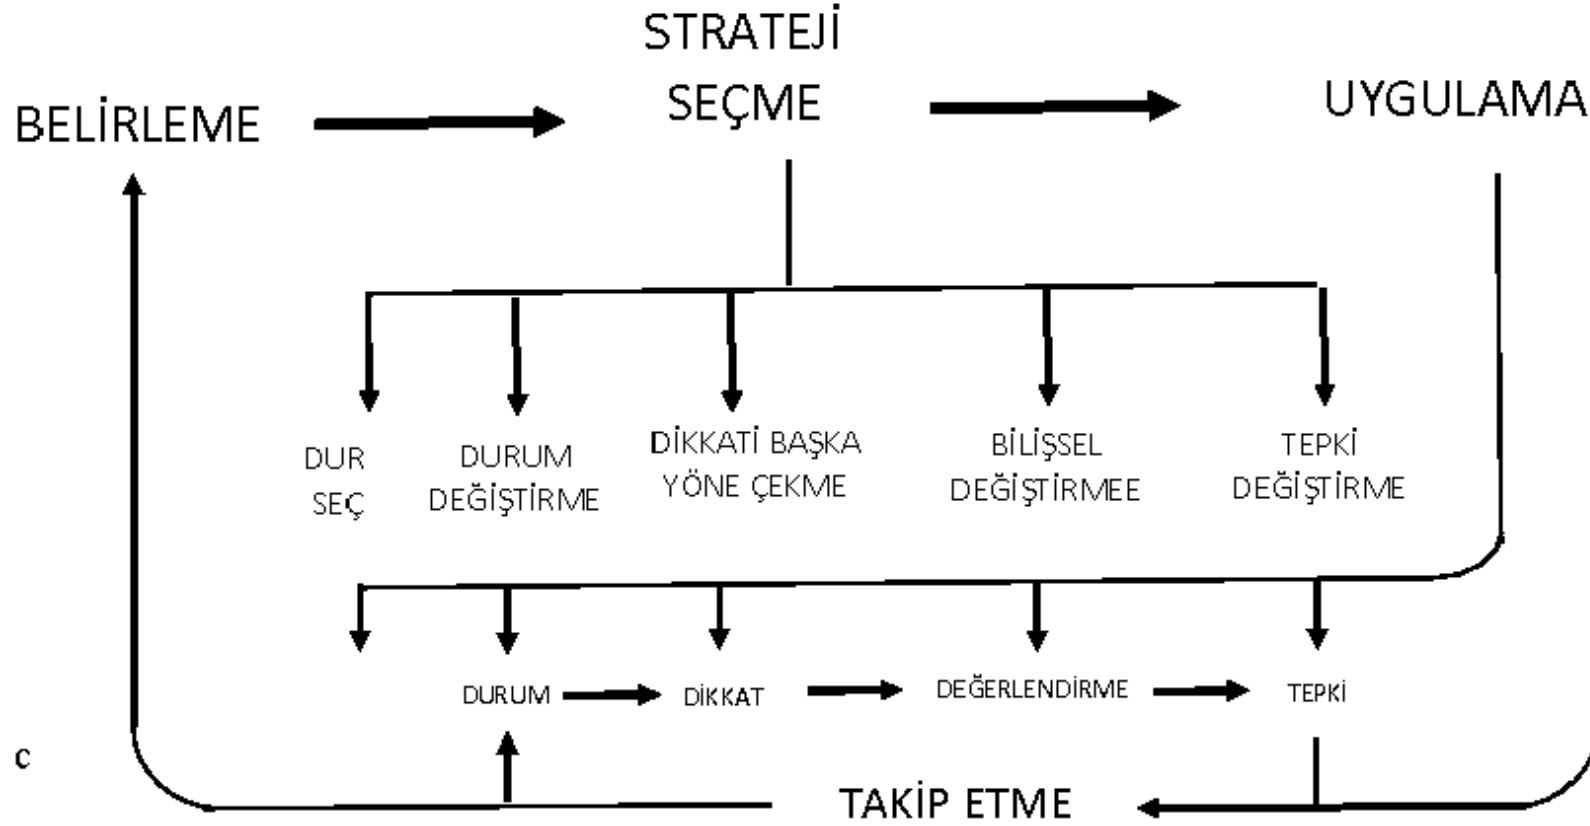 STRATEJİ
SEÇME
BELİRLEME
UYGULAMA
DUR
SEÇ
DURUM
DEĞİŞTİRME
DİKKATİ BAŞKA
YÖNE ÇEKME
BİLİŞSEL
DEĞİŞTİRMEE
TEPKİ
DEĞİŞTİRME
DURUM
DİKKAT
DEĞERLENDİRME
TEPKİ
c
TAKİP ETME